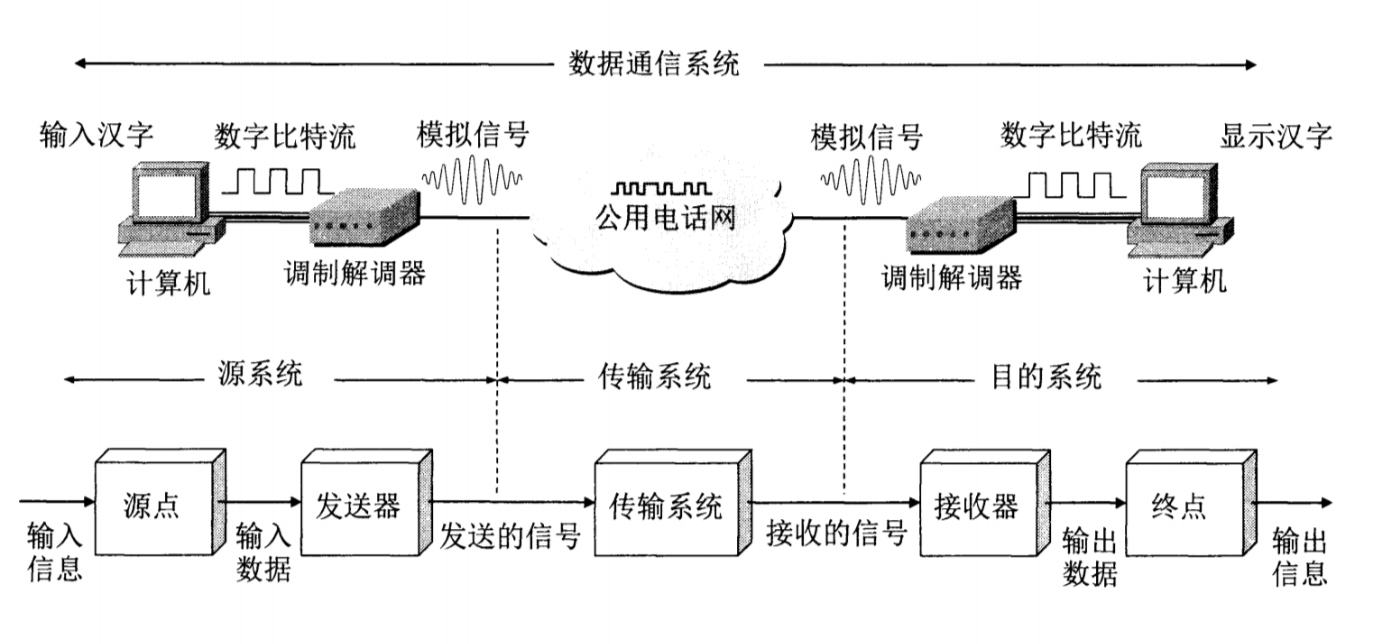 数据通信系统
输入汉字
数字比特流
模拟信号
模拟信号
数字比特流
显示汉字
公用电话网
计算机
调制解调器
调制解调器
计算机
源系统
传输系统
目的系统
源点
发送器
传输系统
接收器
终点
输入
信息
输入
数据
发送的信号
接收的信号
输出
数据
输出
信息